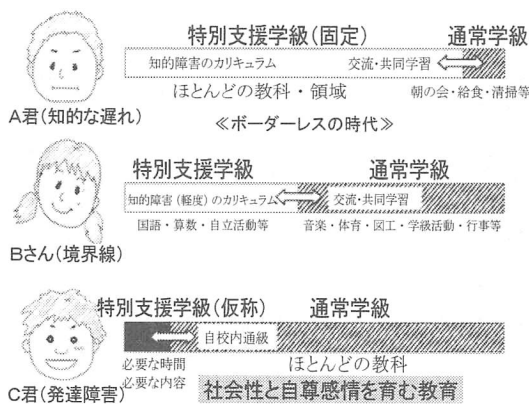 特別支援学級(固定) 通常学級
知的障害のカリキュラム 交流・共同学習
ほとんどの教科・領域 朝の会・給食・清掃等
A君(知的な遅れ)
≪ボーダーレスの時代≫
特別支援学級 通常学級
知的障害(軽度)のカリキュラム 交流・共同学習
国語・算数・自立活動等 音楽・体育・図工・学級活動・行事等
Bさん(境界線)
特別支援学級(仮称) 通常学級
自校内通級
必要な時間 ほとんどの教科
必要な内容
C君(発達障害) 社会性と自尊感情を育む教育